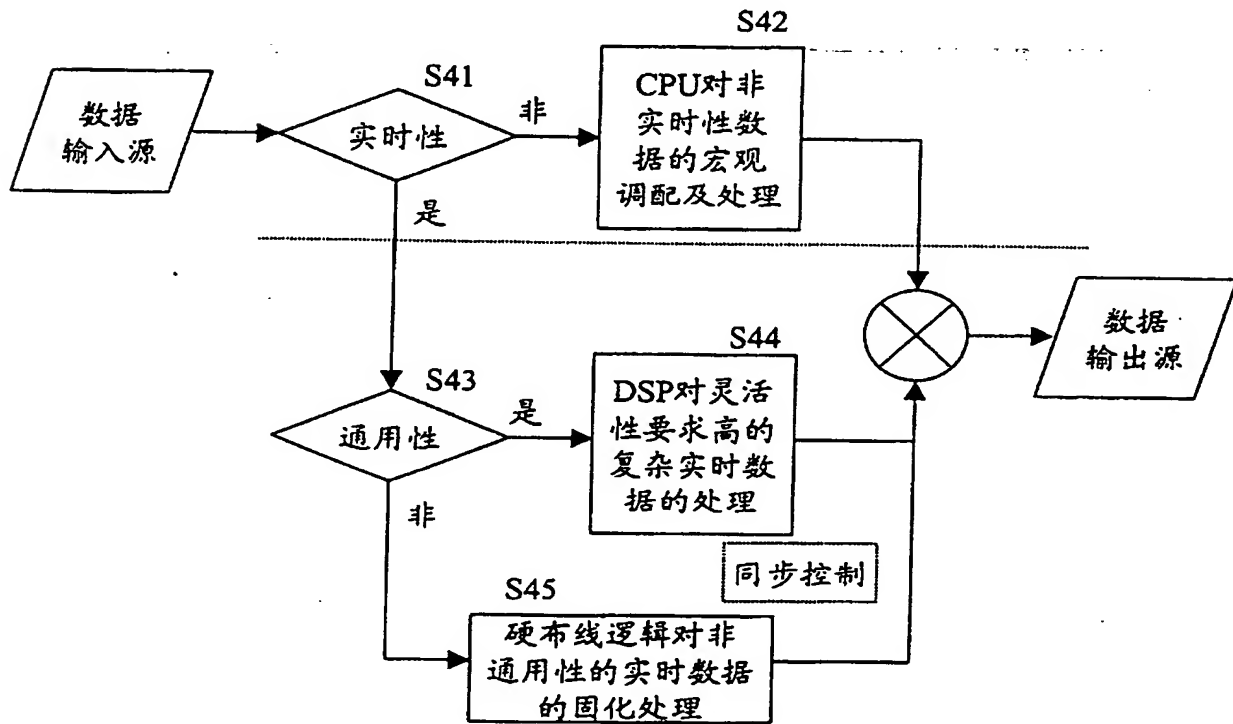 S42
S41
数据
输入源
实时性
非
CPU对非
实时性数
据的宏观
调配及处理
是
数据
输出源
S43
通用性
是
S44
DSP对灵活
性要求高的
复杂实时数
据的处理
非
同步控制
S45
硬布线逻辑对非
通用性的实时数据
的固化处理